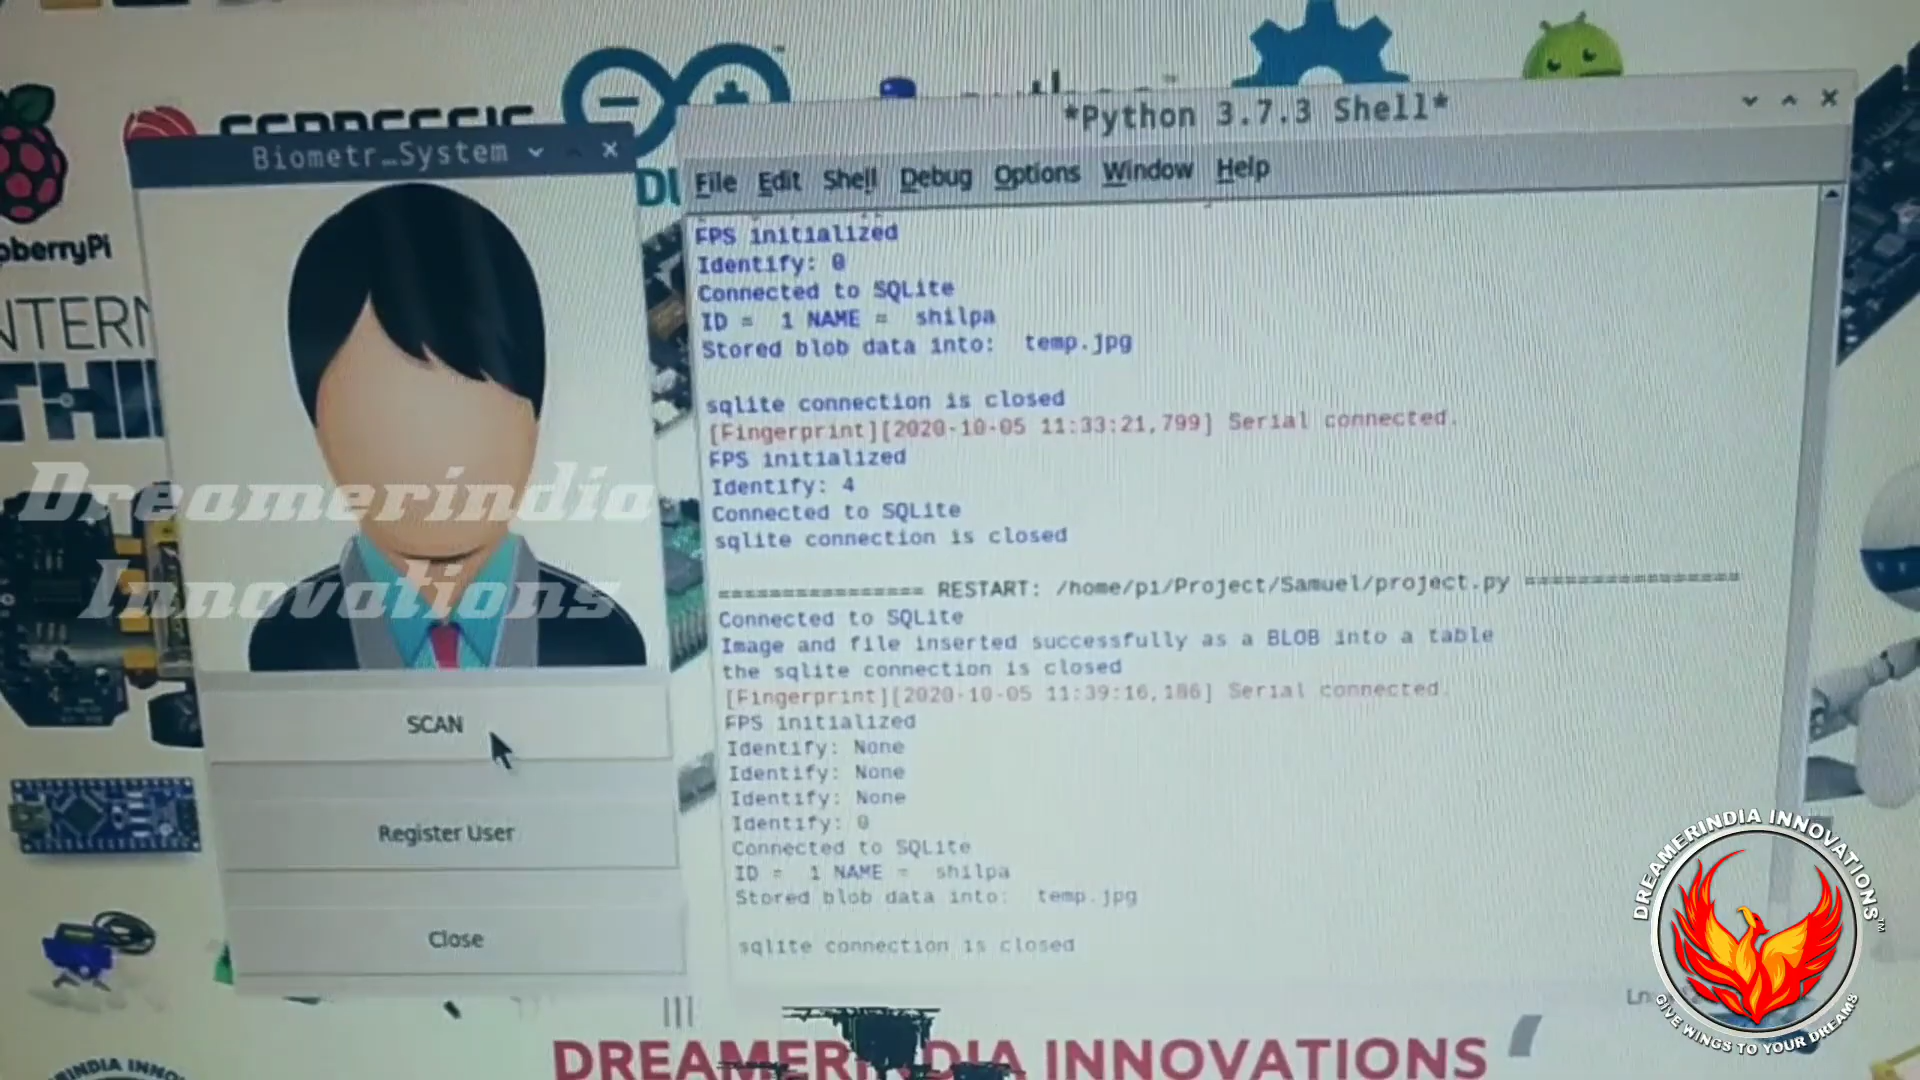 pberryPi
Biometr…System
SCAN
Register User
Close
*Python 3.7.3 Shell*
File Edit Shell Debug Options Window Help
FPS initialized
Identify: 0
Connected to SQLite
ID =  1 NAME =  shilpa
Stored blob data into:  temp.jpg
sqlite connection is closed
[Fingerprint][2020-10-05 11:33:21,799] Serial connected.
FPS initialized
Identify: 4
Connected to SQLite
sqlite connection is closed
================ RESTART: /home/pi/Project/Samuel/project.py =================
Connected to SQLite
Image and file inserted successfully as a BLOB into a table
the sqlite connection is closed
[Fingerprint][2020-10-05 11:39:16,186] Serial connected.
FPS initialized
Identify: None
Identify: None
Identify: None
Identify: 0
Connected to SQLite
ID =  1 NAME =  shilpa
Stored blob data into:  temp.jpg
sqlite connection is closed
Dreamerindia
Innovations
DREAMERINDIA INNOVATIONS
DREAMERINDIA INNOVATIONS™
GIVE WINGS TO YOUR DREAMS